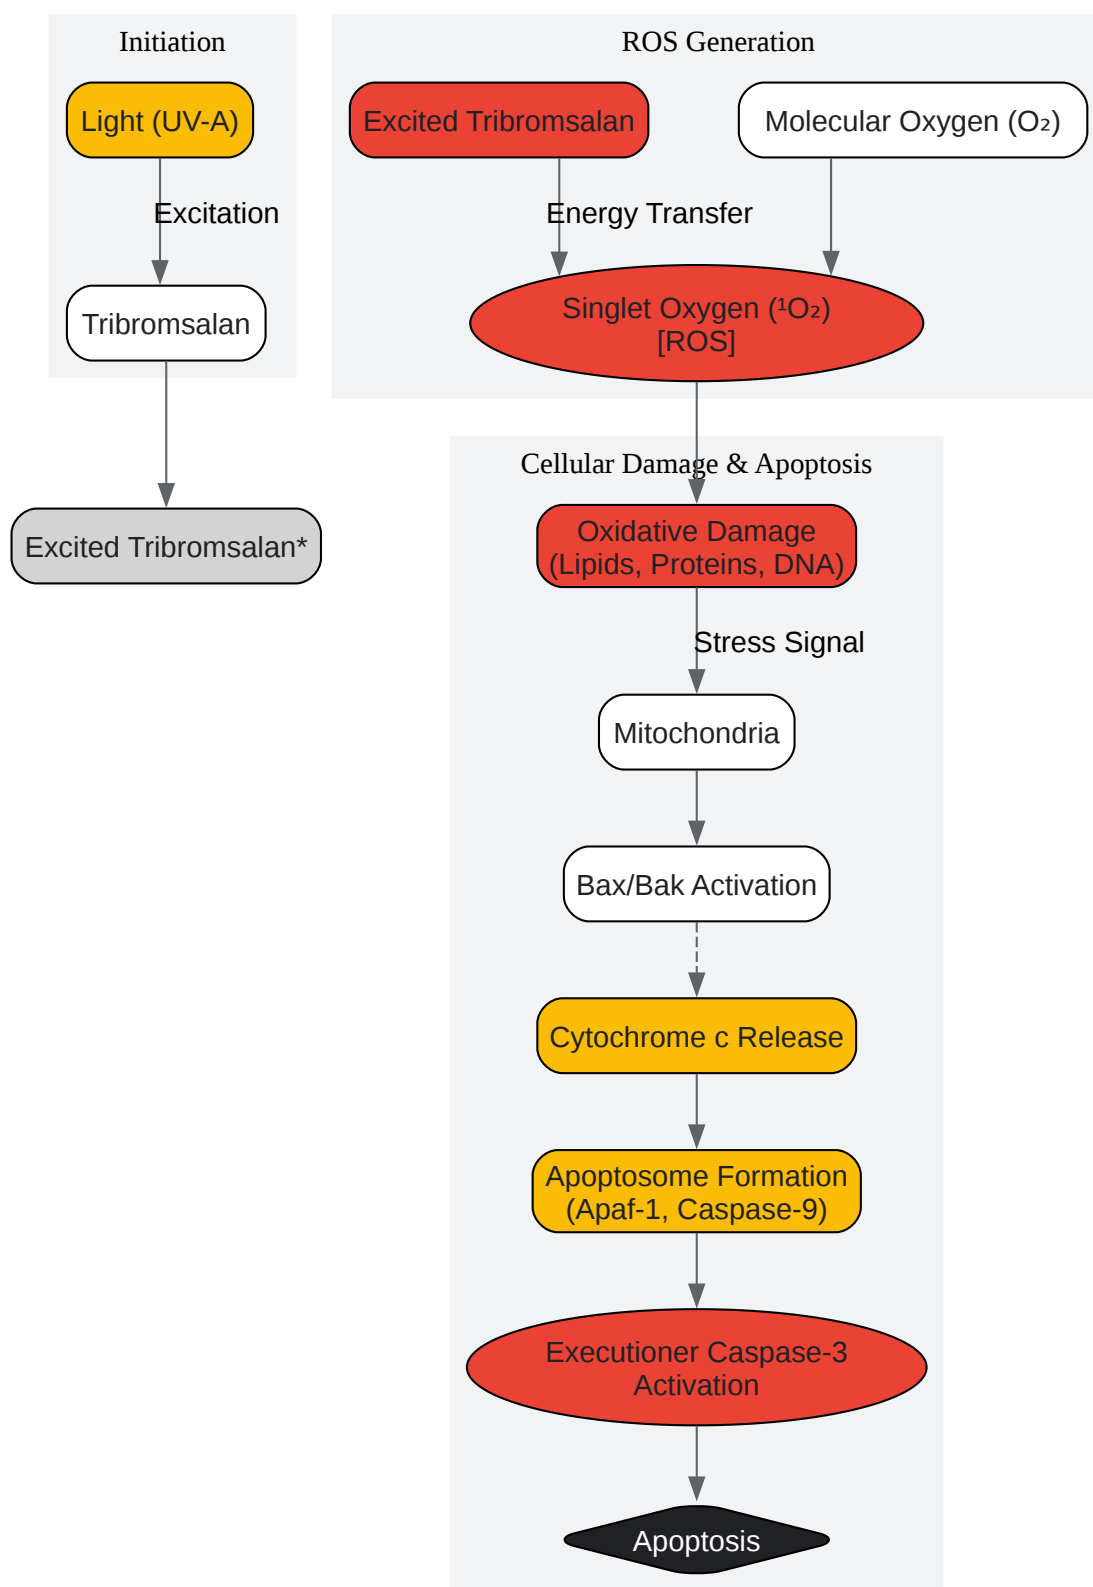 Initiation
Light (UV-A)
Excitation
Tribromsalan
Excited Tribromsalan*
ROS Generation
Excited Tribromsalan
Molecular Oxygen (O₂)
Energy Transfer
Singlet Oxygen (¹O₂)
[ROS]
Cellular Damage & Apoptosis
Oxidative Damage
(Lipids, Proteins, DNA)
Stress Signal
Mitochondria
Bax/Bak Activation
Cytochrome c Release
Apoptosome Formation
(Apaf-1, Caspase-9)
Executioner Caspase-3
Activation
Apoptosis